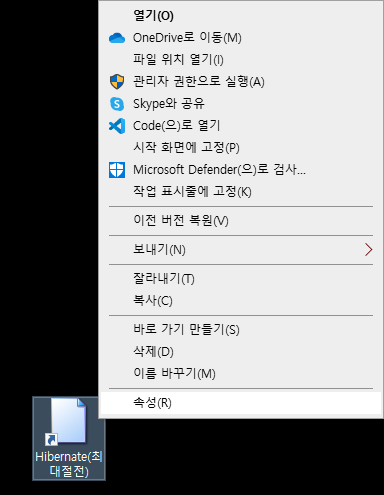 열기(O)
OneDrive로 이동(M)
파일 위치 열기(I)
관리자 권한으로 실행(A)
Skype와 공유
Code(으)로 열기
시작 화면에 고정(P)
Microsoft Defender(으)로 검사...
작업 표시줄에 고정(K)
이전 버전 복원(V)
보내기(N)
잘라내기(T)
복사(C)
바로 가기 만들기(S)
삭제(D)
이름 바꾸기(M)
속성(R)
Hibernate(최
대절전)